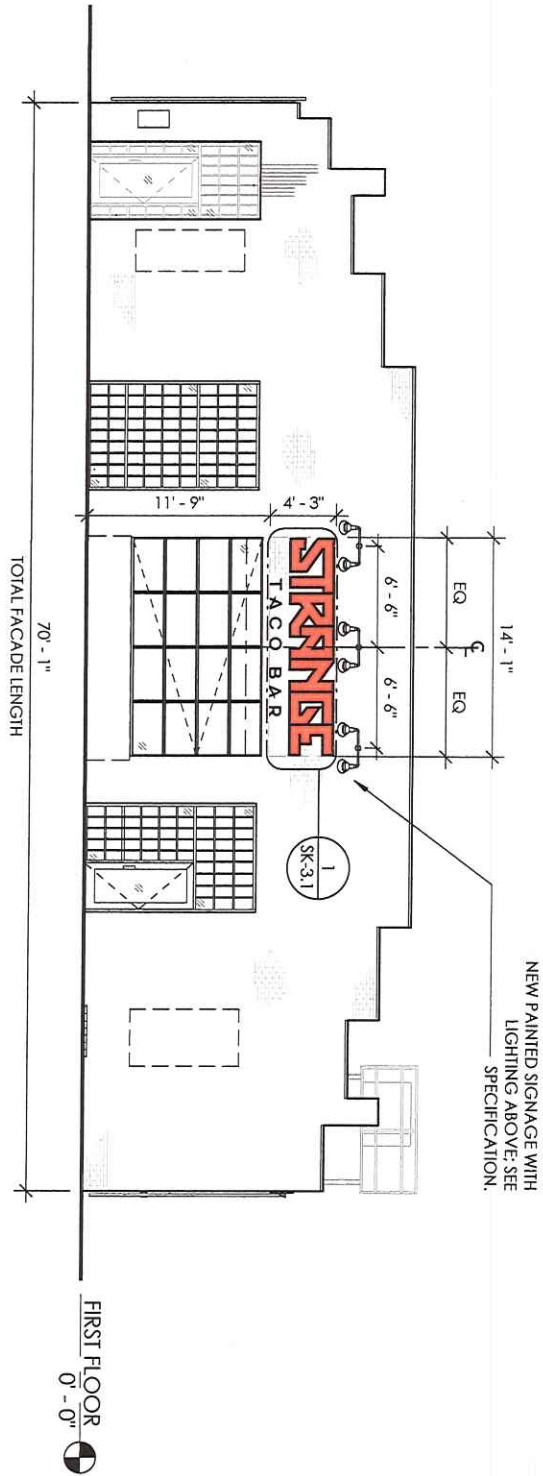 NEW PAINTED SIGNAGE WITH
LIGHTING ABOVE; SEE
SPECIFICATION.
14' - 1"
EQ
EQ
CL
6' - 6"
6' - 6"
4' - 3"
11' - 9"
STRANGE
TACO BAR
1
SK-3.1
70' - 1"
TOTAL FACADE LENGTH
FIRST FLOOR
0' - 0"